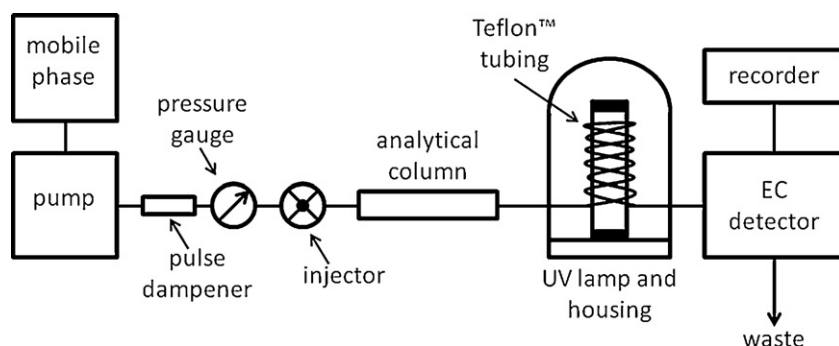 mobile
phase
pump
pressure
gauge
pulse
dampener
injector
analytical
column
Teflon™
tubing
UV lamp and
housing
recorder
EC
detector
waste